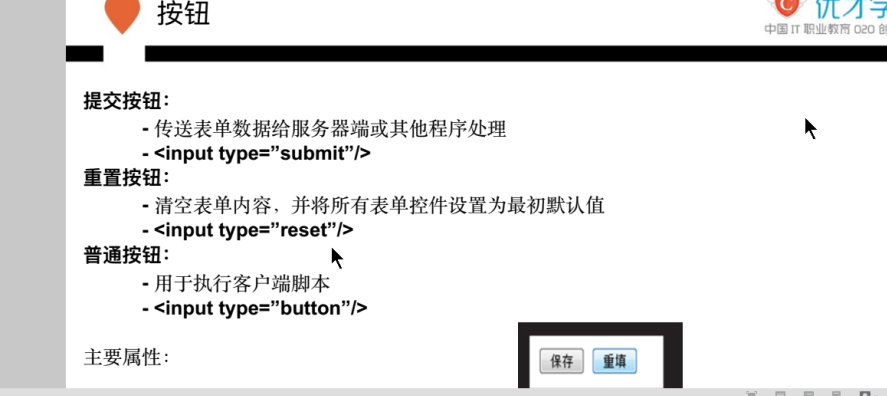 按钮
优才学
中国 IT 职业教育 O2O 创
提交按钮：
- 传送表单数据给服务器端或其他程序处理
- <input type=”submit”/>
重置按钮：
- 清空表单内容，并将所有表单控件设置为最初默认值
- <input type=”reset”/>
普通按钮：
- 用于执行客户端脚本
- <input type=”button”/>
主要属性：
保存 重填